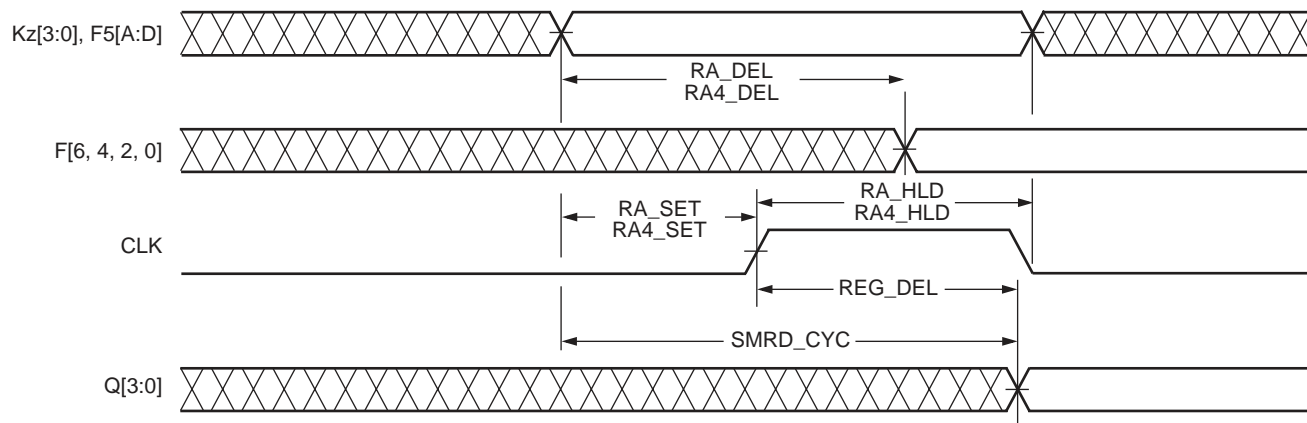 Kz[3:0], F5[A:D]
RA_DEL
RA4_DEL
F[6, 4, 2, 0]
RA_HLD
RA4_HLD
RA_SET
RA4_SET
CLK
REG_DEL
SMRD_CYC
Q[3:0]